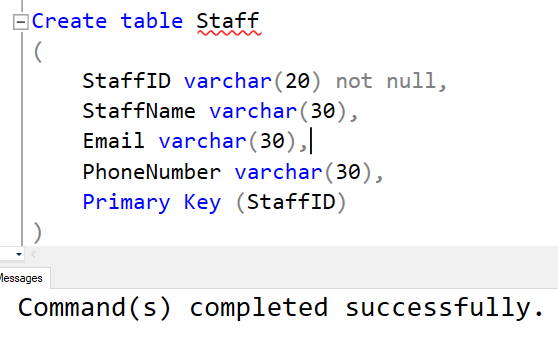 Create table Staff
(
StaffID varchar(20) not null,
StaffName varchar(30),
Email varchar(30),
PhoneNumber varchar(30),
Primary Key (StaffID)
)
Messages
Command(s) completed successfully.